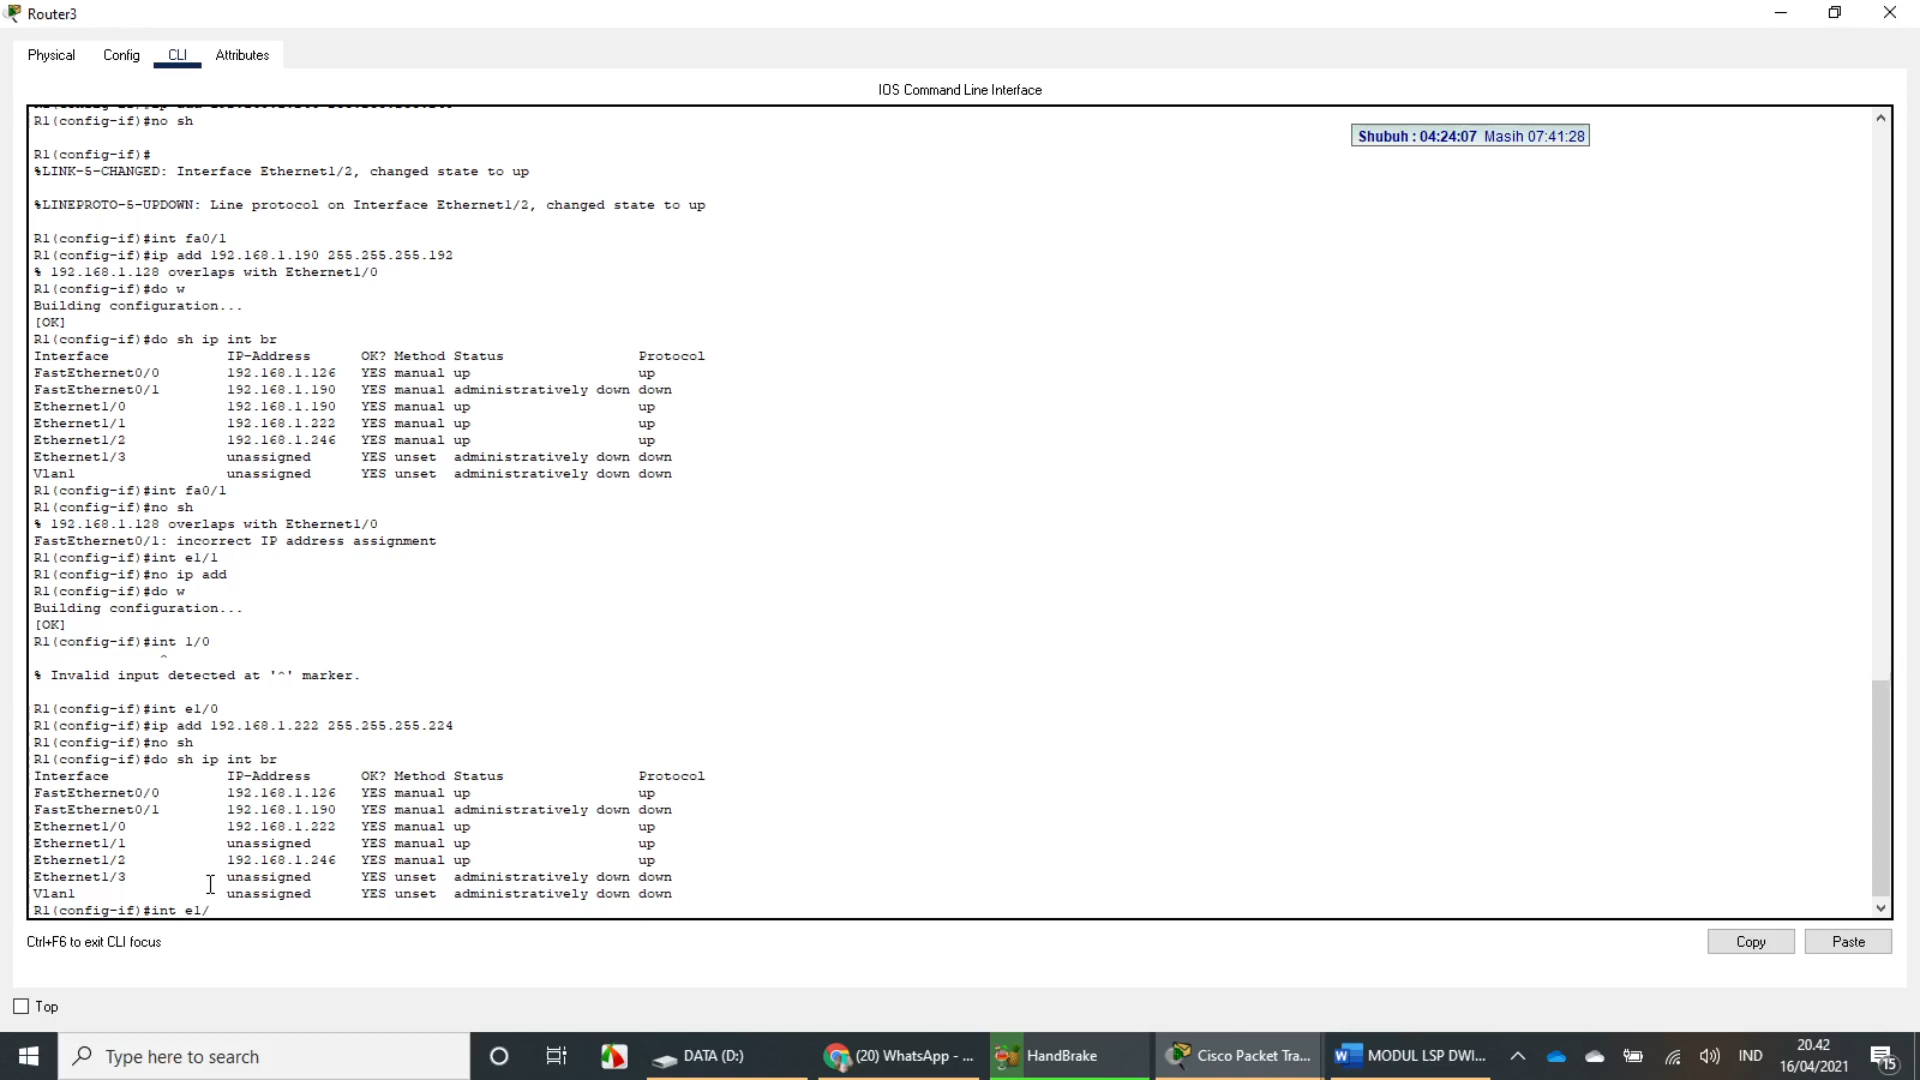 Router3
Physical Config CLI Attributes
IOS Command Line Interface
R1(config-if)#no sh
Shubuh : 04:24:07 Masih 07:41:28
R1(config-if)#
%LINK-5-CHANGED: Interface Ethernet1/2, changed state to up
%LINEPROTO-5-UPDOWN: Line protocol on Interface Ethernet1/2, changed state to up
R1(config-if)#int fa0/1
R1(config-if)#ip add 192.168.1.190 255.255.255.192
% 192.168.1.128 overlaps with Ethernet1/0
R1(config-if)#do w
Building configuration...
[OK]
R1(config-if)#do sh ip int br
Interface IP-Address OK? Method Status Protocol
FastEthernet0/0 192.168.1.126 YES manual up up
FastEthernet0/1 192.168.1.190 YES manual administratively down down
Ethernet1/0 192.168.1.190 YES manual up up
Ethernet1/1 192.168.1.222 YES manual up up
Ethernet1/2 192.168.1.246 YES manual up up
Ethernet1/3 unassigned YES unset administratively down down
Vlan1 unassigned YES unset administratively down down
R1(config-if)#int fa0/1
R1(config-if)#no sh
% 192.168.1.128 overlaps with Ethernet1/0
FastEthernet0/1: incorrect IP address assignment
R1(config-if)#int e1/1
R1(config-if)#no ip add
R1(config-if)#do w
Building configuration...
[OK]
R1(config-if)#int 1/0
^
% Invalid input detected at '^' marker.
R1(config-if)#int e1/0
R1(config-if)#ip add 192.168.1.222 255.255.255.224
R1(config-if)#no sh
R1(config-if)#do sh ip int br
Interface IP-Address OK? Method Status Protocol
FastEthernet0/0 192.168.1.126 YES manual up up
FastEthernet0/1 192.168.1.190 YES manual administratively down down
Ethernet1/0 192.168.1.222 YES manual up up
Ethernet1/1 unassigned YES manual up up
Ethernet1/2 192.168.1.246 YES manual up up
Ethernet1/3 unassigned YES unset administratively down down
Vlan1 unassigned YES unset administratively down down
R1(config-if)#int e1/
Ctrl+F6 to exit CLI focus
Copy Paste
Top
Type here to search
DATA (D:)
(20) WhatsApp - ...
HandBrake
Cisco Packet Tra...
MODUL LSP DWI...
IND
20.42
16/04/2021
15